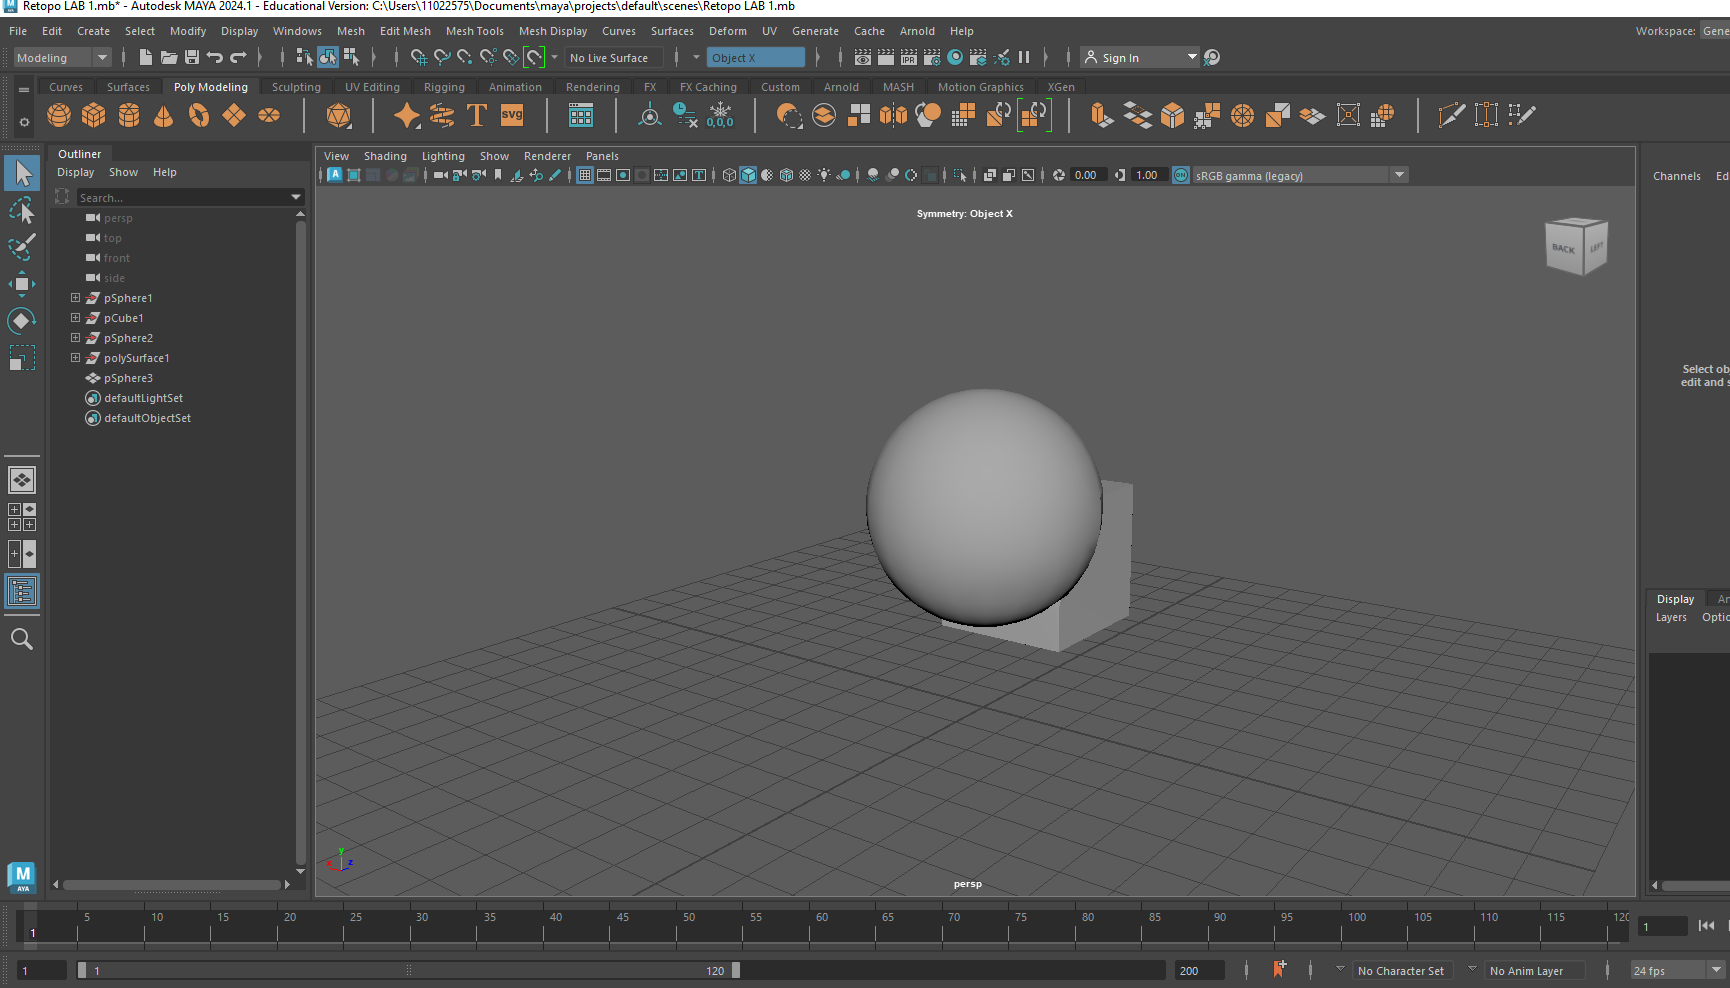 Retopo LAB 1.mb* - Autodesk MAYA 2024.1 - Educational Version: C:\Users\11022575\Documents\maya\projects\default\scenes\Retopo LAB 1.mb
File Edit Create Select Modify Display Windows Mesh Edit Mesh Mesh Tools Mesh Display Curves Surfaces Deform UV Generate Cache Arnold Help Workspace: Gene
Modeling No Live Surface Object X IPR Sign In
Curves Surfaces Poly Modeling Sculpting UV Editing Rigging Animation Rendering FX FX Caching Custom Arnold MASH Motion Graphics XGen
T SVG 0,0,0
Outliner
Display Show Help
Search...
persp
top
front
side
pSphere1
pCube1
pSphere2
polySurface1
pSphere3
defaultLightSet
defaultObjectSet
View Shading Lighting Show Renderer Panels
A T 0.00 1.00 ON sRGB gamma (legacy)
Symmetry: Object X
BACK LEFT
y
x z
persp
Channels Ed
Select obj
edit and s
Display An
Layers Optio
M
AYA
5 10 15 20 25 30 35 40 45 50 55 60 65 70 75 80 85 90 95 100 105 110 115 120
1 1
1 1 120 200 No Character Set No Anim Layer 24 fps